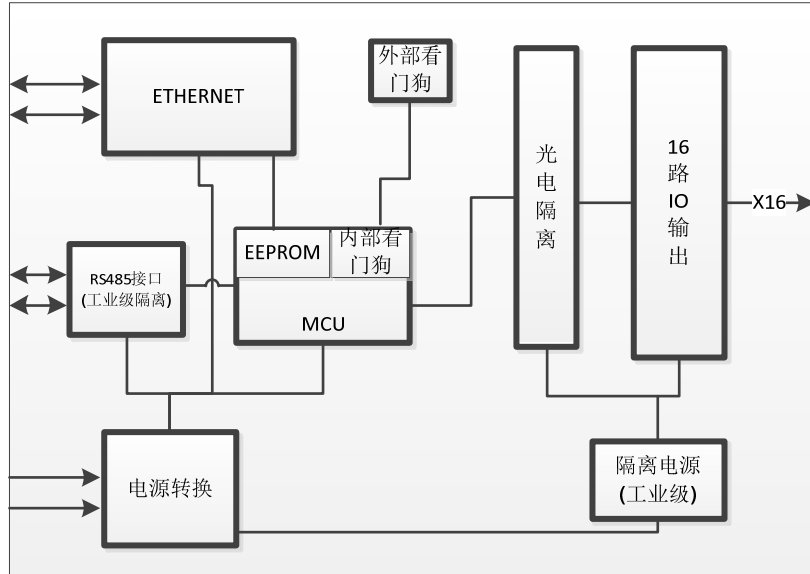 ETHERNET
外部看
门狗
光
电
隔
离
16
路
IO
输
出
X16
EEPROM
内部看
门狗
MCU
RS485接口
(工业级隔离)
电源转换
隔离电源
(工业级)